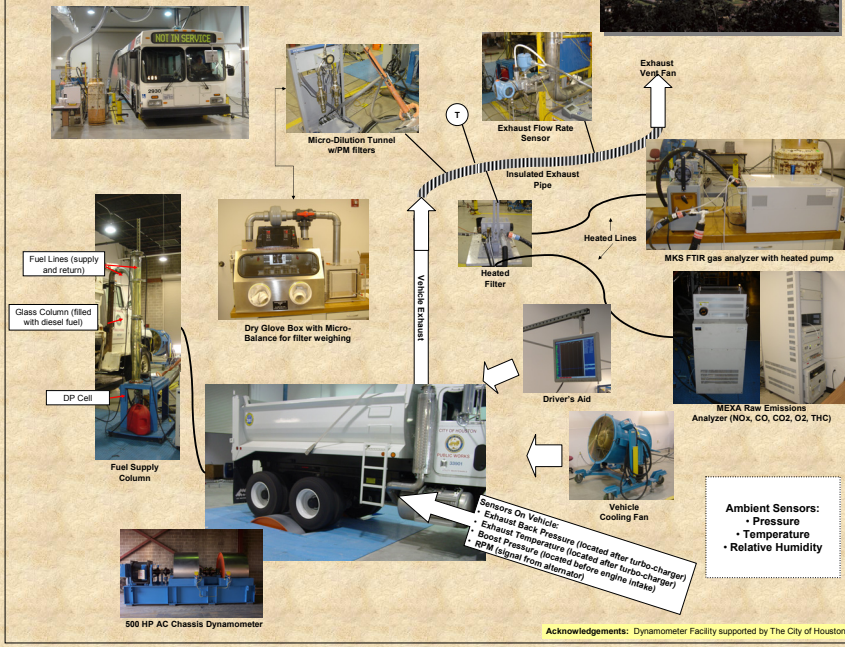 NOT IN SERVICE
2930
Micro-Dilution Tunnel
w/PM filters
T
Exhaust Flow Rate
Sensor
Exhaust
Vent Fan
Insulated Exhaust
Pipe
MKS FTIR gas analyzer with heated pump
Heated Lines
Heated
Filter
Fuel Lines (supply
and return)
Glass Column (filled
with diesel fuel)
DP Cell
Fuel Supply
Column
Dry Glove Box with Micro-
Balance for filter weighing
Vehicle Exhaust
Driver's Aid
MEXA Raw Emissions
Analyzer (NOx, CO, CO2, O2, THC)
CITY OF HOUSTON
PUBLIC WORKS
Vehicle
Cooling Fan
Sensors On Vehicle:
• Exhaust Back Pressure (located after turbo-charger)
• Exhaust Temperature (located after turbo-charger)
• Boost Pressure (located before engine intake)
• RPM (signal from alternator)
Ambient Sensors:
• Pressure
• Temperature
• Relative Humidity
500 HP AC Chassis Dynamometer
Acknowledgements: Dynamometer Facility supported by The City of Houston